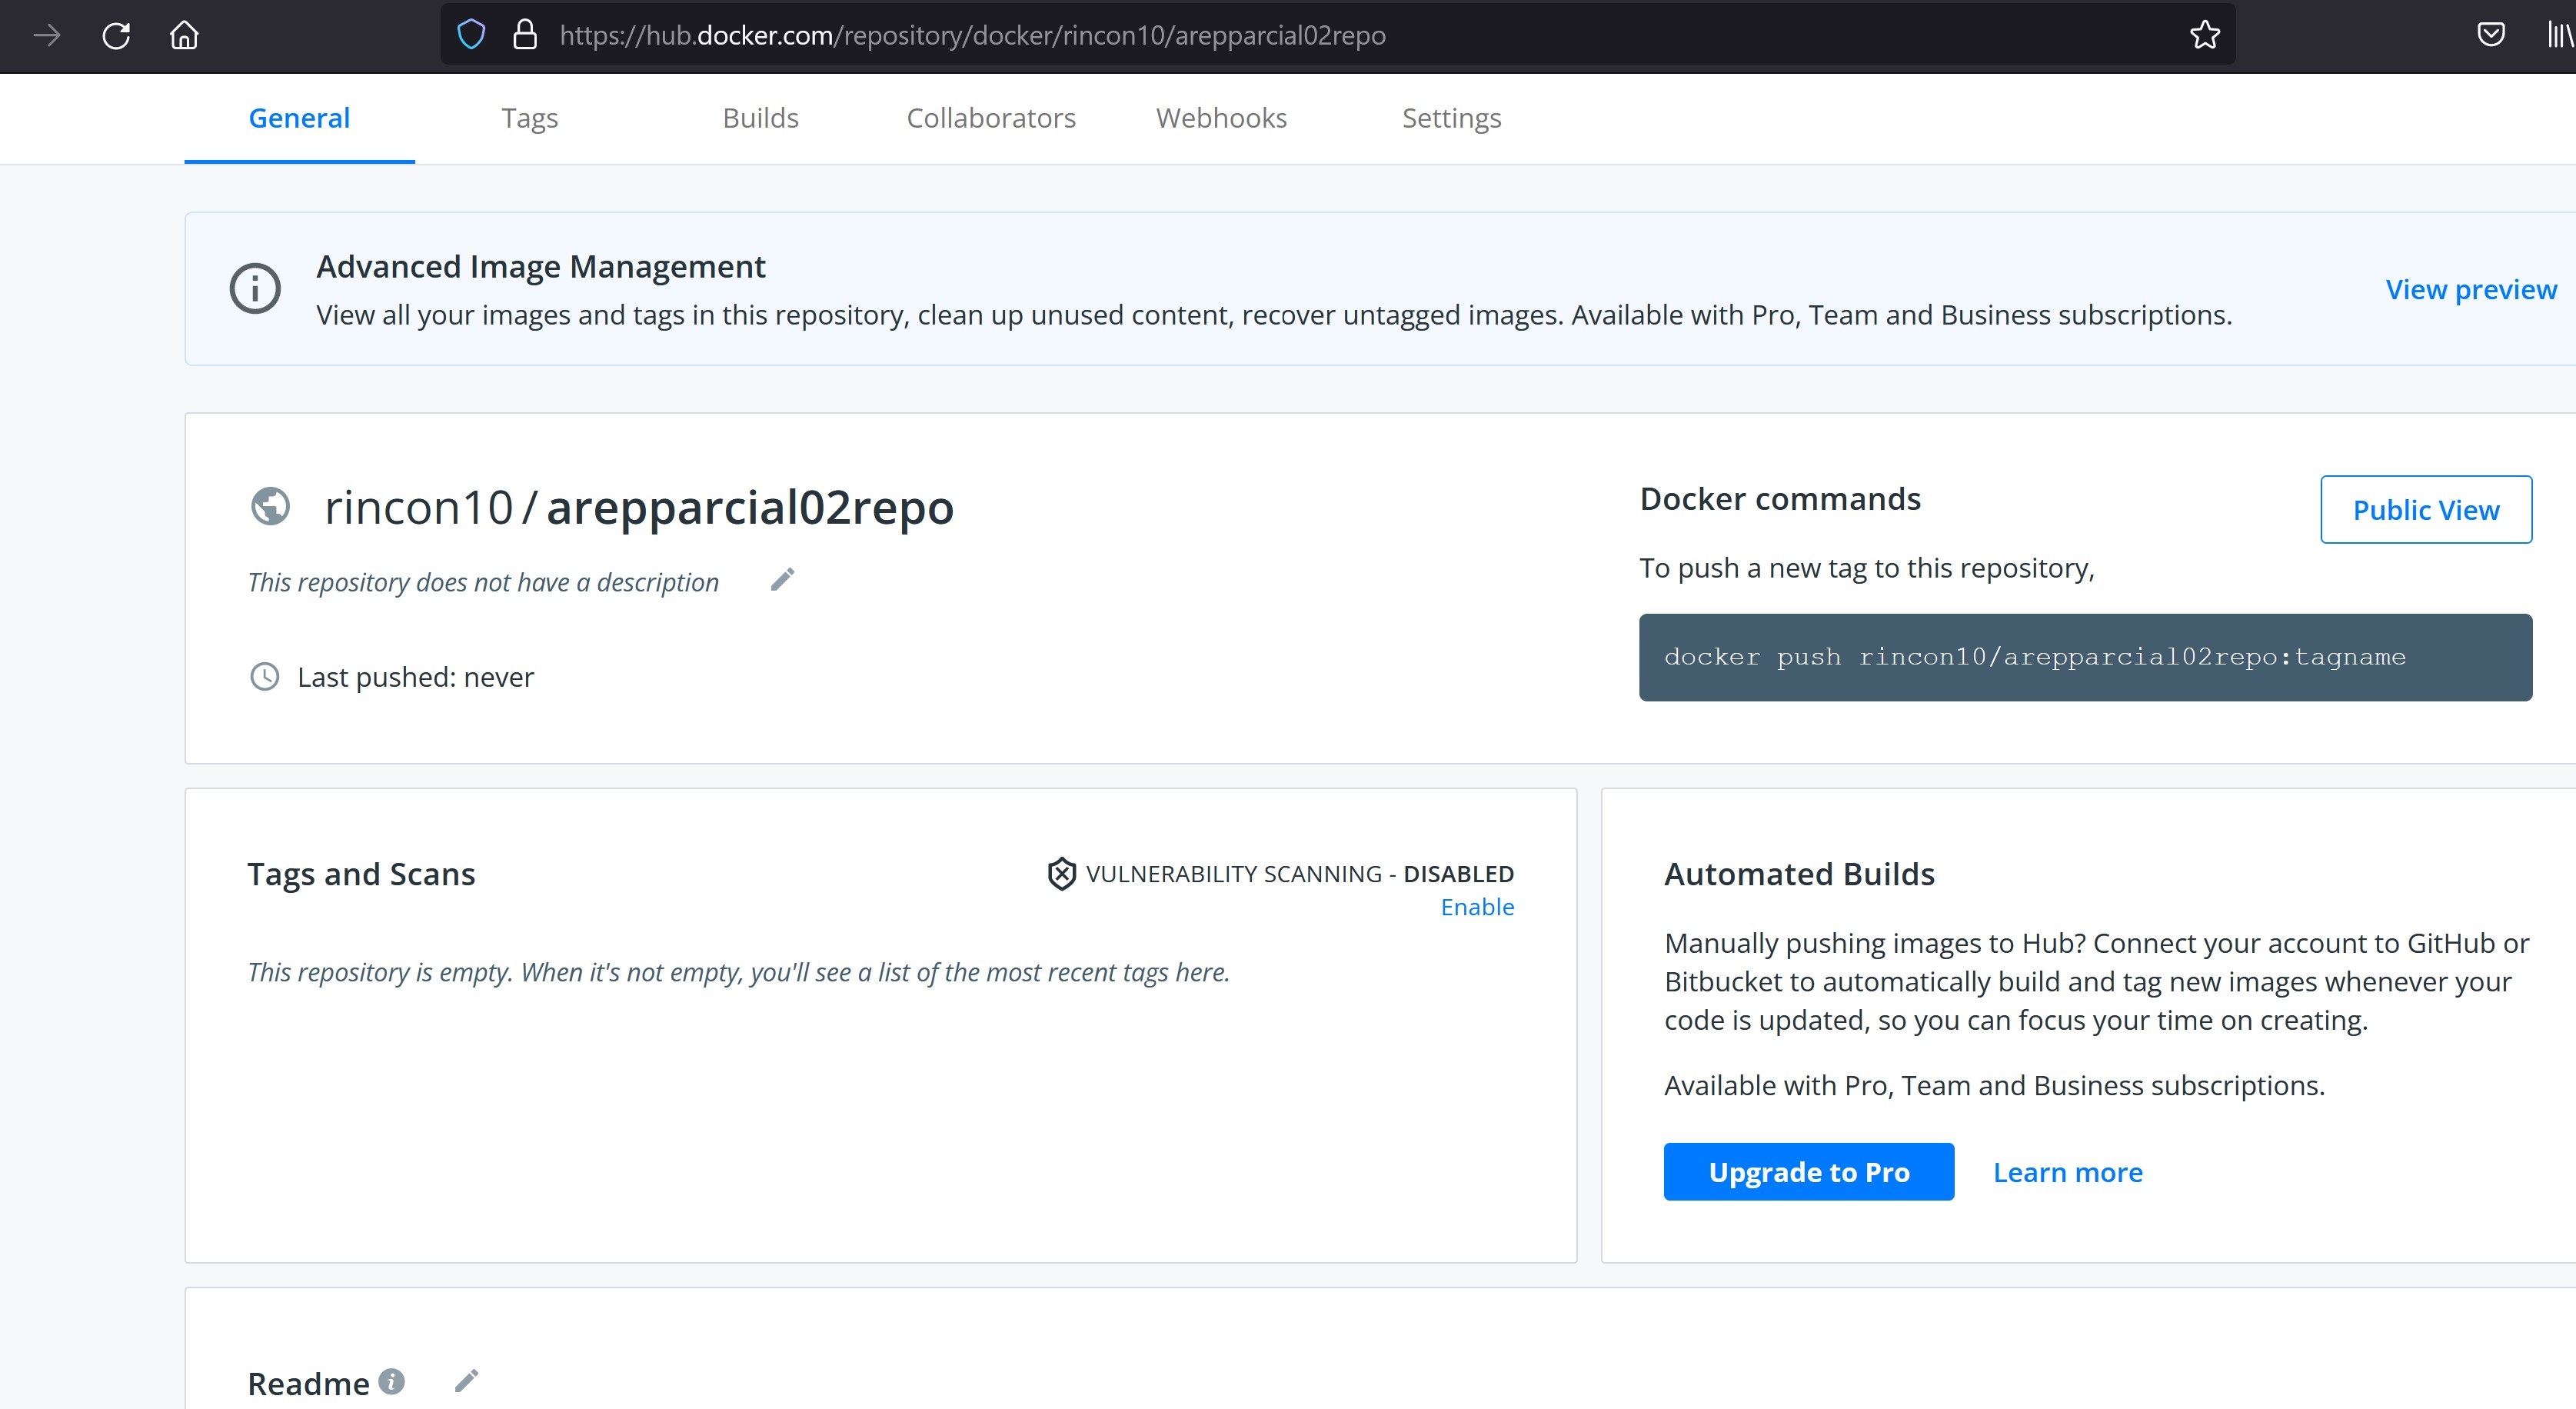 https://hub.docker.com/repository/docker/rincon10/arepparcial02repo
General Tags Builds Collaborators Webhooks Settings
Advanced Image Management
View all your images and tags in this repository, clean up unused content, recover untagged images. Available with Pro, Team and Business subscriptions.
View preview
rincon10 / arepparcial02repo
This repository does not have a description
Last pushed: never
Docker commands
Public View
To push a new tag to this repository,
docker push rincon10/arepparcial02repo:tagname
Tags and Scans
VULNERABILITY SCANNING - DISABLED
Enable
This repository is empty. When it's not empty, you'll see a list of the most recent tags here.
Automated Builds
Manually pushing images to Hub? Connect your account to GitHub or
Bitbucket to automatically build and tag new images whenever your
code is updated, so you can focus your time on creating.
Available with Pro, Team and Business subscriptions.
Upgrade to Pro Learn more
Readme